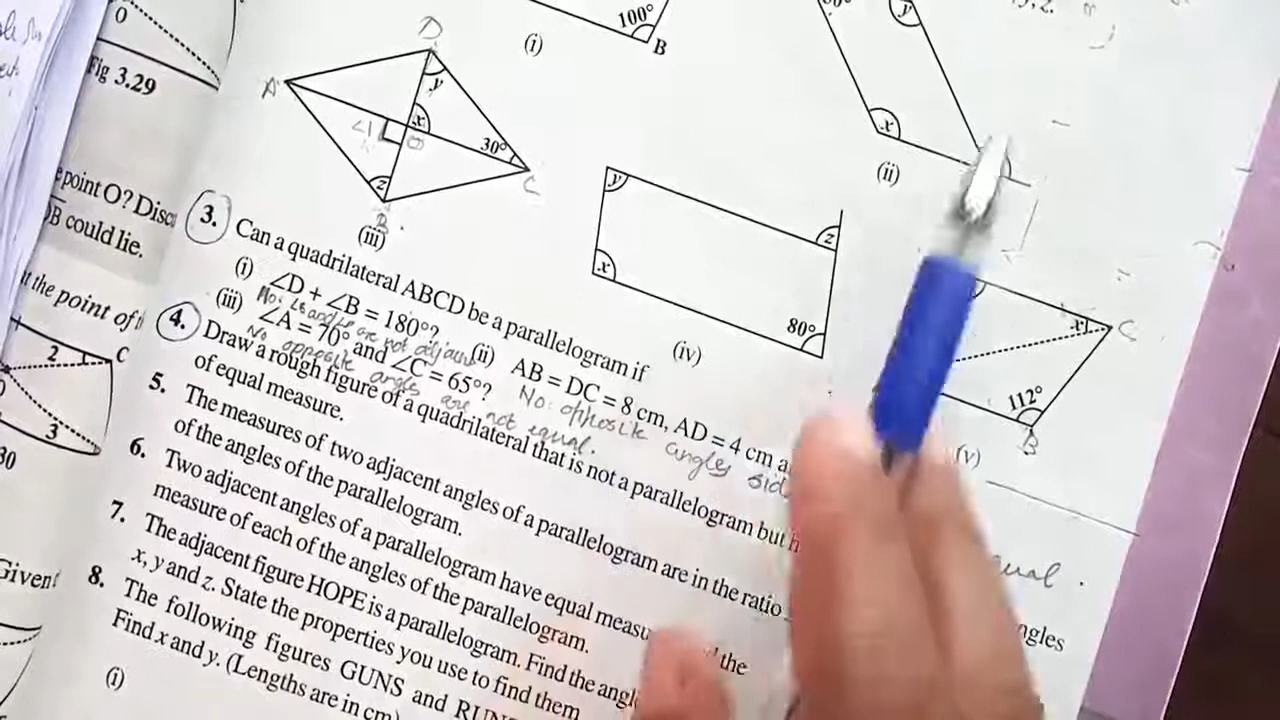 O
Fig 3.29
100°
B
(i)
y
x
(ii)
D
A
y
x
∠1
O
30°
z
C
B
(iii)
y
z
x
80°
(iv)
x
C
112°
B
(v)
point O? Disc
B could lie.
t the point of
2
C
3
30
Given
3. Can a quadrilateral ABCD be a parallelogram if
(i) ∠D + ∠B = 180°?
(ii) AB = DC = 8 cm, AD = 4 cm a
No: are not
No: opposite angles sid
ual.
(iii) ∠A = 70° and ∠C = 65°?
No opposite angles are not equal.
4. Draw a rough figure of a quadrilateral that is not a parallelogram but h
of equal measure.
5. The measures of two adjacent angles of a parallelogram are in the ratio
ngles
of the angles of the parallelogram.
6. Two adjacent angles of a parallelogram have equal measu the
measure of each of the angles of the parallelogram.
7. The adjacent figure HOPE is a parallelogram. Find the angl
x, y and z. State the properties you use to find them
8. The following figures GUNS and RUN
Find x and y. (Lengths are in cm)
(i)